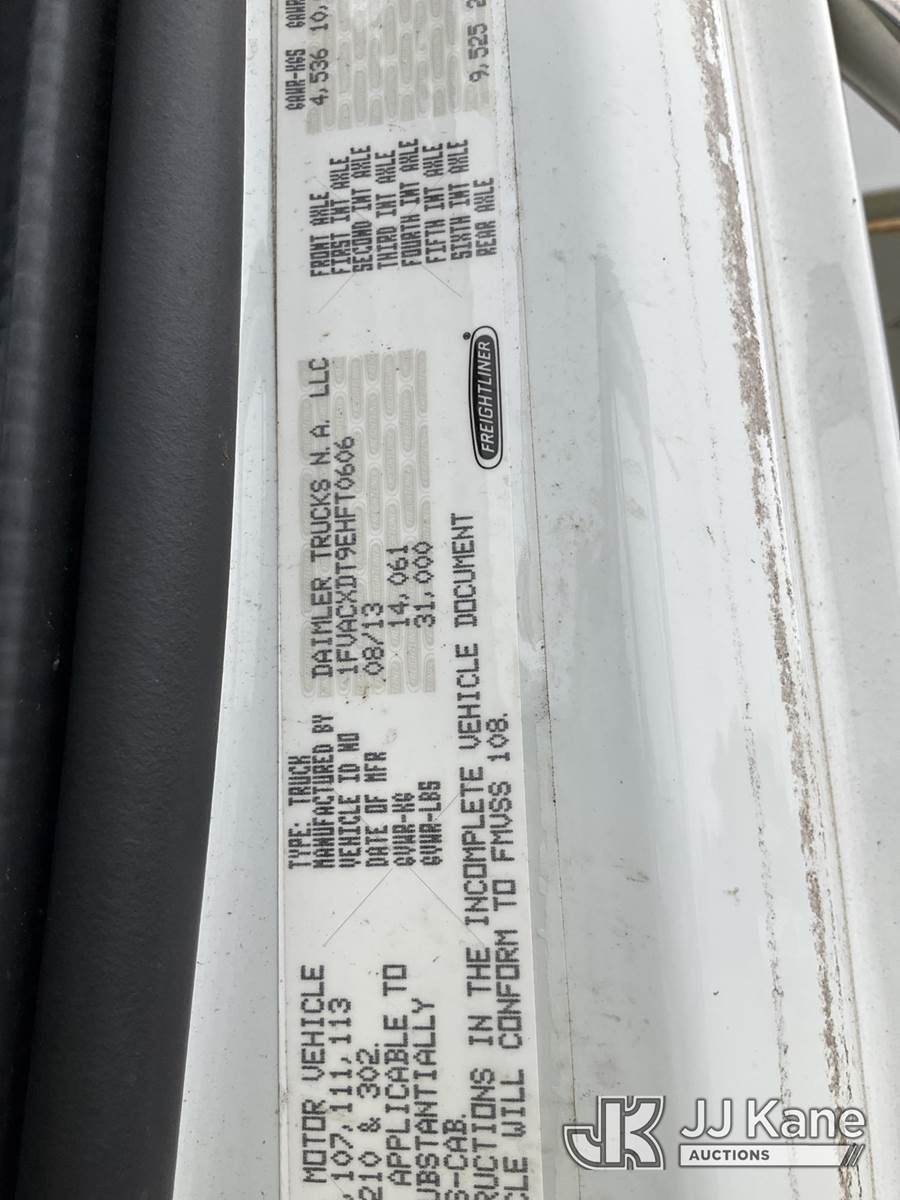 MOTOR VEHICLE
, 107, 111, 113
210 & 302.
APPLICABLE TO
UBSTANTIALLY
S-CAB.
RUCTIONS IN THE INCOMPLETE VEHICLE DOCUMENT
CLE WILL CONFORM TO FMVSS 108.
TYPE: TRUCK
MANUFACTURED BY DAIMLER TRUCKS N.A. LLC
VEHICLE ID NO 1FVACXDT9EHFT0606
DATE OF MFR 08/13
GVWR-KG 14,061
GVWR-LBS 31,000
FREIGHTLINER®
GAWR-KGS GAWR
FRONT AXLE 4,536 10,
FIRST INT AXLE
SECOND INT AXLE
THIRD INT AXLE
FOURTH INT AXLE
FIFTH INT AXLE
SIXTH INT AXLE
REAR AXLE 9,525 2
JK JJ Kane
AUCTIONS